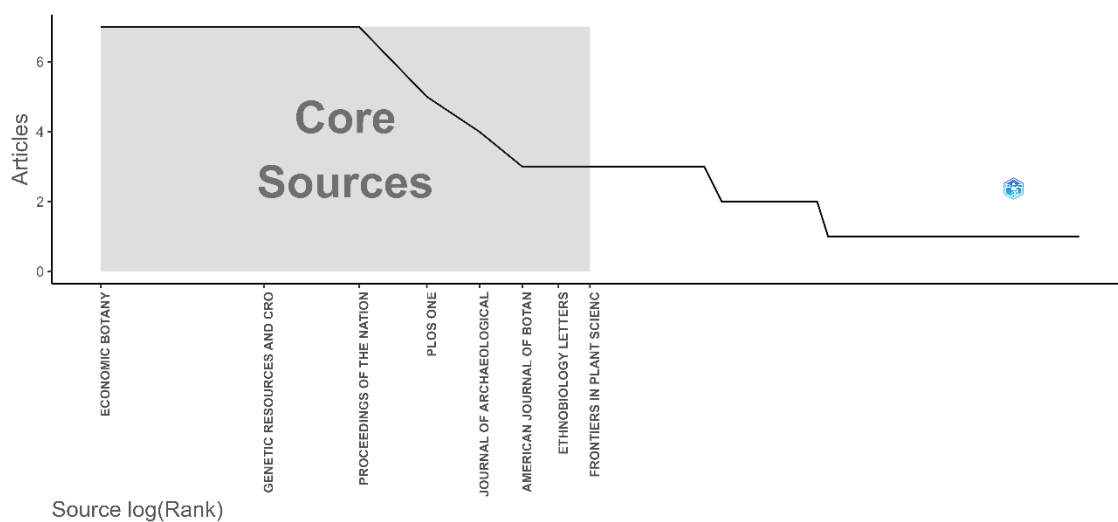 6
4
2
0
Articles
Core
Sources
ECONOMIC BOTANY
GENETIC RESOURCES AND CRO
PROCEEDINGS OF THE NATION
PLOS ONE
JOURNAL OF ARCHAEOLOGICAL
AMERICAN JOURNAL OF BOTAN
ETHNOBIOLOGY LETTERS
FRONTIERS IN PLANT SCIENC
Source log(Rank)